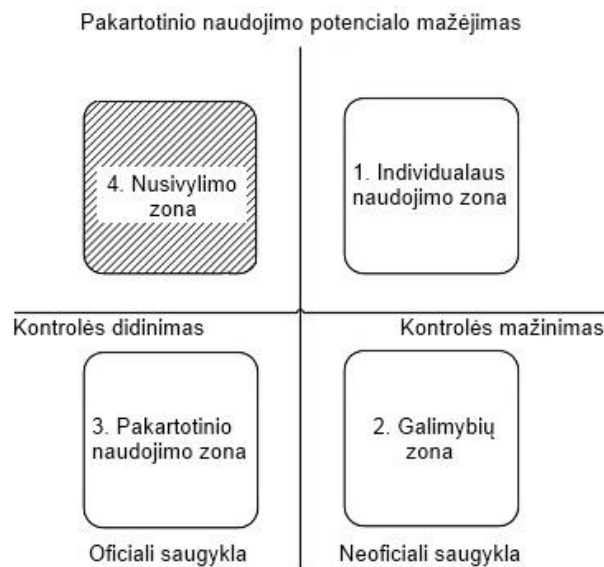 Pakartotinio naudojimo potencialo mažėjimas
4. Nusivylimo
zona
1. Individualaus
naudojimo zona
Kontrolės didinimas
Kontrolės mažinimas
3. Pakartotinio
naudojimo zona
2. Galimybių
zona
Oficiali saugykla
Neoficiali saugykla